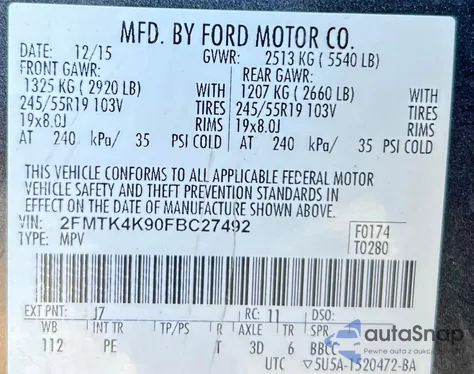 MFD. BY FORD MOTOR CO.
DATE: 12/15 GVWR: 2513 KG ( 5540 LB)
FRONT GAWR: REAR GAWR:
1325 KG ( 2920 LB) WITH 1207 KG ( 2660 LB) WITH
245/55R19 103V TIRES 245/55R19 103V TIRES
19x8.0J RIMS 19x8.0J RIMS
AT 240 kPa/ 35 PSI COLD AT 240 kPa/ 35 PSI COLD
THIS VEHICLE CONFORMS TO ALL APPLICABLE FEDERAL MOTOR
VEHICLE SAFETY AND THEFT PREVENTION STANDARDS IN
EFFECT ON THE DATE OF MANUFACTURE SHOWN ABOVE.
VIN: 2FMTK4K90FBC27492 F0174
TYPE: MPV T0280
EXT PNT: J7 RC: 11 DSO:
WB INT TR TP/PS R AXLE TR SPR
112 PE T 3D 6 BBCC
UTC 5U5A-1520472-BA
autoSnap
Pewne auto z